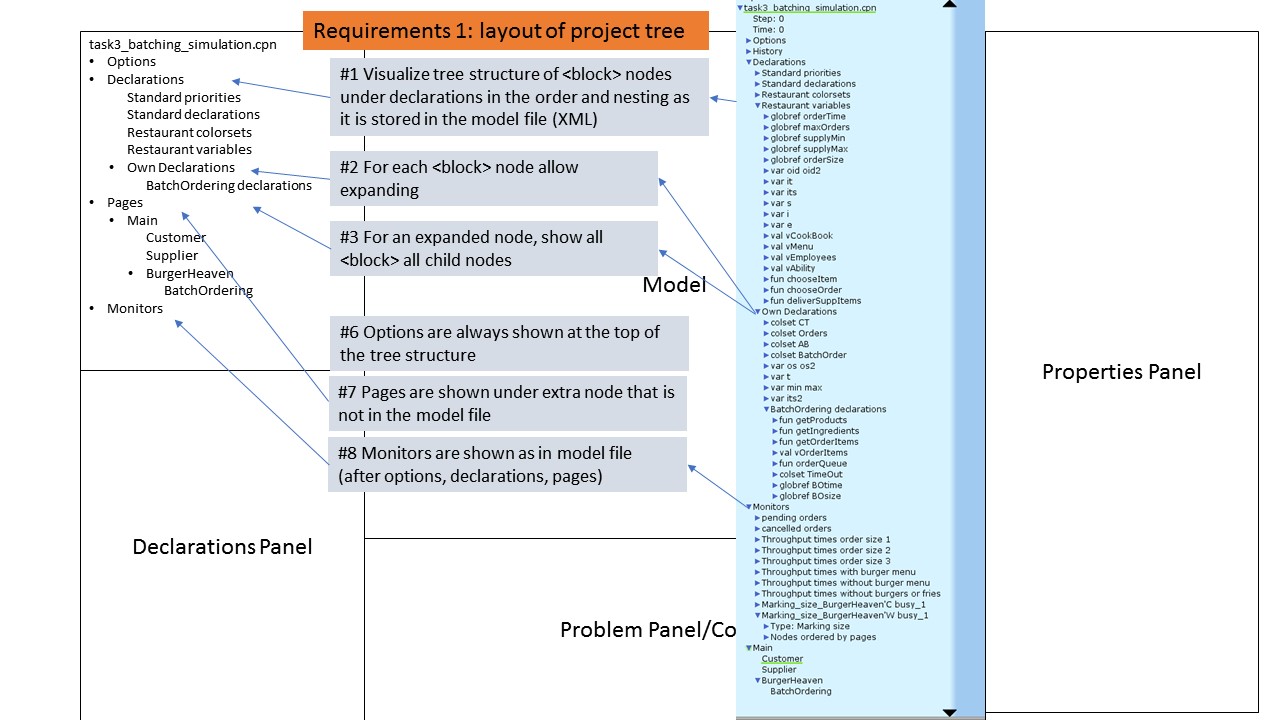 Requirements 1: layout of project tree
task3_batching_simulation.cpn
• Options
• Declarations
Standard priorities
Standard declarations
Restaurant colorsets
Restaurant variables
• Own Declarations
BatchOrdering declarations
• Pages
• Main
Customer
Supplier
• BurgerHeaven
BatchOrdering
• Monitors
Declarations Panel
#1 Visualize tree structure of <block> nodes
under declarations in the order and nesting as
it is stored in the model file (XML)
#2 For each <block> node allow
expanding
#3 For an expanded node, show all
<block> all child nodes
Model
#6 Options are always shown at the top of
the tree structure
#7 Pages are shown under extra node that is
not in the model file
#8 Monitors are shown as in model file
(after options, declarations, pages)
Problem Panel/Co
task3_batching_simulation.cpn
Step: 0
Time: 0
Options
History
Declarations
Standard priorities
Standard declarations
Restaurant colorsets
Restaurant variables
globref orderTime
globref maxOrders
globref supplyMin
globref supplyMax
globref orderSize
var oid oid2
var it
var its
var s
var i
var e
val vCookBook
val vMenu
val vEmployees
val vAbility
fun chooseItem
fun chooseOrder
fun deliverSuppItems
Own Declarations
colset CT
colset Orders
colset AB
colset BatchOrder
var os os2
var t
var min max
var its2
BatchOrdering declarations
fun getProducts
fun getIngredients
fun getOrderItems
val vOrderItems
fun orderQueue
colset TimeOut
globref BOtime
globref BOsize
Monitors
pending orders
cancelled orders
Throughput times order size 1
Throughput times order size 2
Throughput times order size 3
Throughput times with burger menu
Throughput times without burger menu
Throughput times without burgers or fries
Marking_size_BurgerHeaven'C busy_1
Marking_size_BurgerHeaven'W busy_1
Type: Marking size
Nodes ordered by pages
Main
Customer
Supplier
BurgerHeaven
BatchOrdering
Properties Panel